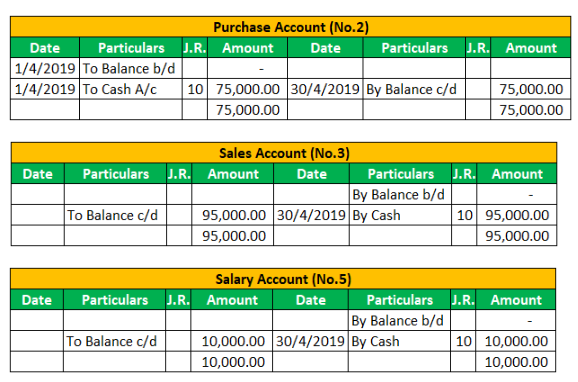 Purchase Account (No.2)
Date Particulars J.R. Amount Date Particulars J.R. Amount
1/4/2019 To Balance b/d -
1/4/2019 To Cash A/c 10 75,000.00 30/4/2019 By Balance c/d 75,000.00
75,000.00 75,000.00
Sales Account (No.3)
Date Particulars J.R. Amount Date Particulars J.R. Amount
By Balance b/d -
To Balance c/d 95,000.00 30/4/2019 By Cash 10 95,000.00
95,000.00 95,000.00
Salary Account (No.5)
Date Particulars J.R. Amount Date Particulars J.R. Amount
By Balance b/d -
To Balance c/d 10,000.00 30/4/2019 By Cash 10 10,000.00
10,000.00 10,000.00